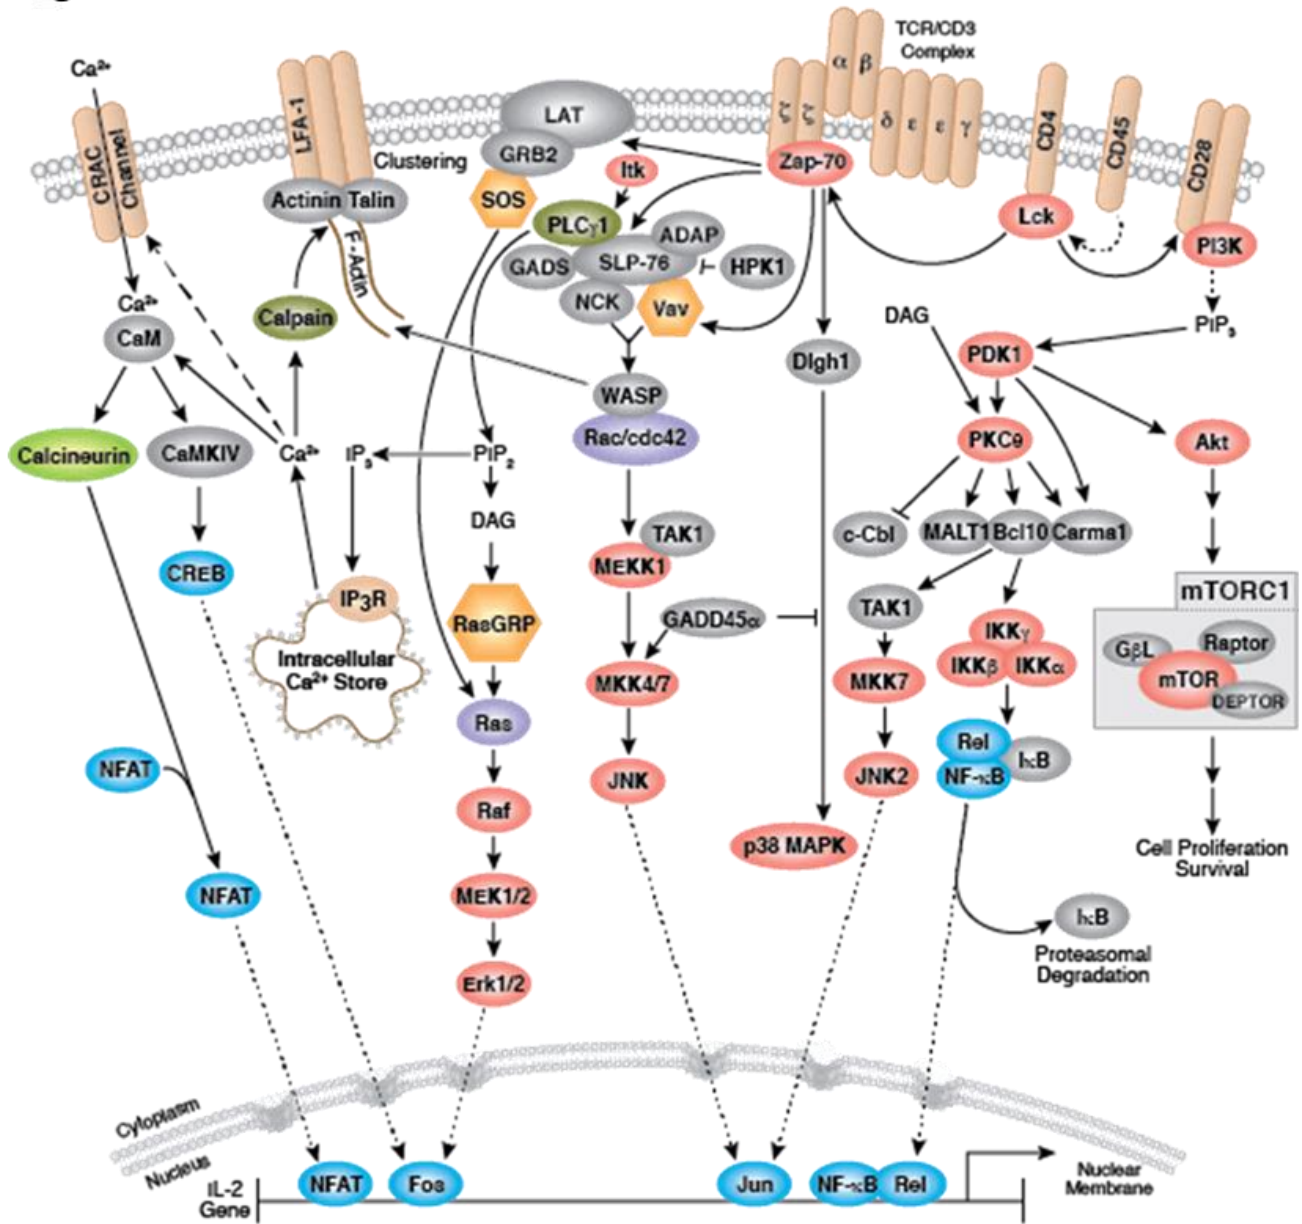 TCR/CD3
Complex
Ca²⁺
CRAC
Channel
LFA-1
Clustering
LAT
GRB2
SOS
Itk
α β
ζ ζ
δ ε ε γ
Zap-70
CD4
CD45
CD28
Lck
PI3K
Actinin Talin
F-Actin
PLCγ1
ADAP
GADS
SLP-76
HPK1
NCK
Vav
Ca²⁺
CaM
Calpain
DAG
PIP₃
PDK1
Dlgh1
WASP
Rac/cdc42
Calcineurin
CaMKIV
Ca²⁺
IP₃
PIP₂
PKCθ
Akt
DAG
TAK1
MEKK1
c-Cbl
MALT1 Bcl10 Carma1
CREB
IP₃R
RasGRP
GADD45α
TAK1
mTORC1
Intracellular
Ca²⁺ Store
IKKγ
IKKβ IKKα
GβL
Raptor
mTOR
DEPTOR
MKK4/7
MKK7
Ras
Rel
NF-κB
IκB
NFAT
JNK
JNK2
Raf
p38 MAPK
Cell Proliferation
Survival
NFAT
MEK1/2
IκB
Proteasomal
Degradation
Erk1/2
Cytoplasm
Nucleus
IL-2
Gene
NFAT
Fos
Jun
NF-κB
Rel
Nuclear
Membrane